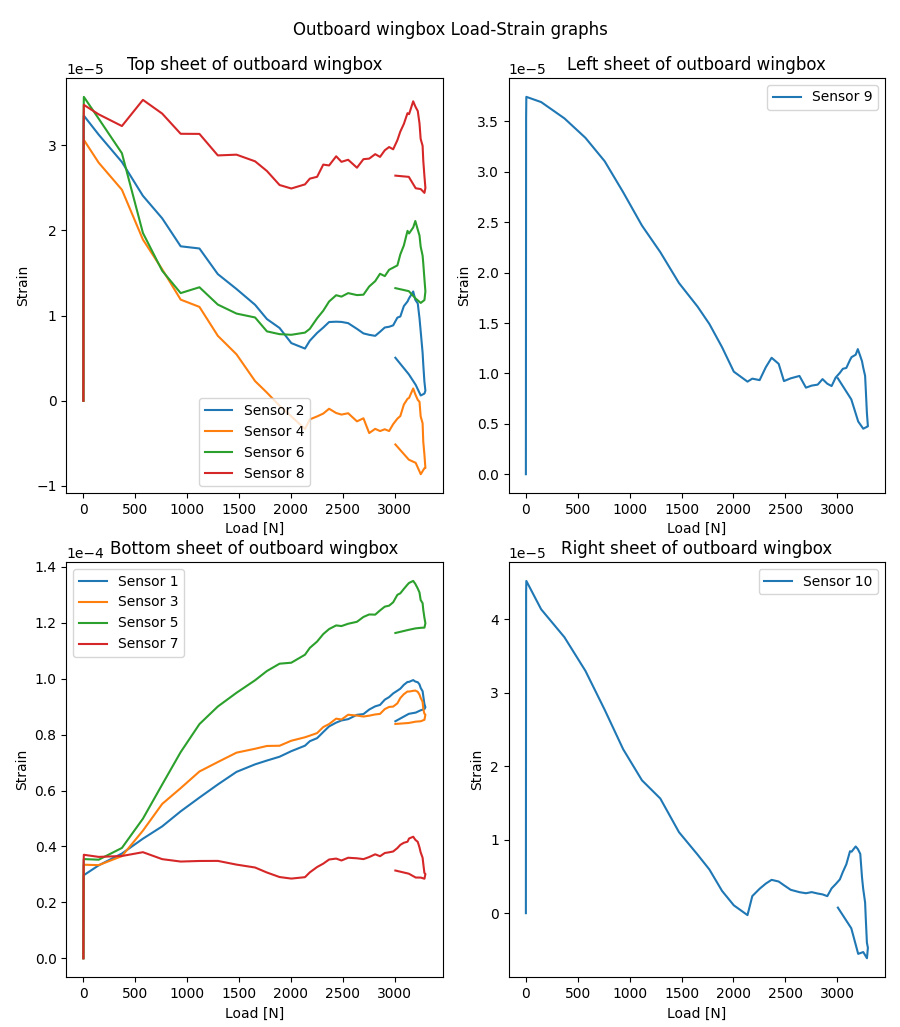 Outboard wingbox Load-Strain graphs
Top sheet of outboard wingbox
1e−5
Strain
3
2
1
0
−1
Sensor 2
Sensor 4
Sensor 6
Sensor 8
0 500 1000 1500 2000 2500 3000
Load [N]
Left sheet of outboard wingbox
1e−5
Strain
3.5
3.0
2.5
2.0
1.5
1.0
0.5
0.0
Sensor 9
0 500 1000 1500 2000 2500 3000
Load [N]
Bottom sheet of outboard wingbox
1e−4
Strain
1.4
1.2
1.0
0.8
0.6
0.4
0.2
0.0
Sensor 1
Sensor 3
Sensor 5
Sensor 7
0 500 1000 1500 2000 2500 3000
Load [N]
Right sheet of outboard wingbox
1e−5
Strain
4
3
2
1
0
Sensor 10
0 500 1000 1500 2000 2500 3000
Load [N]